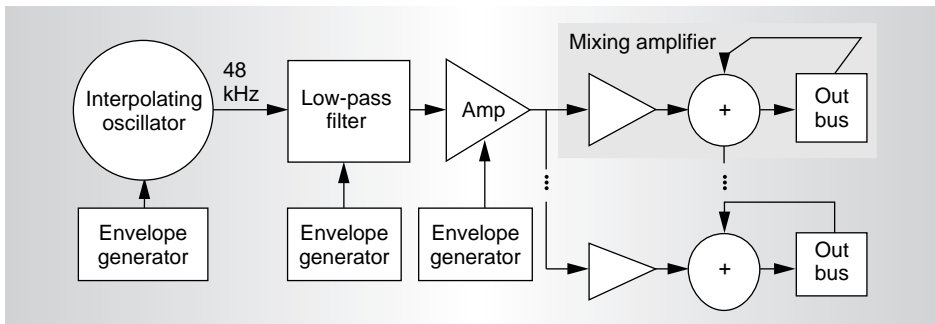 Mixing amplifier
48
kHz
Interpolating
oscillator
Low-pass
filter
Amp
+
Out
bus
Envelope
generator
Envelope
generator
Envelope
generator
+
Out
bus